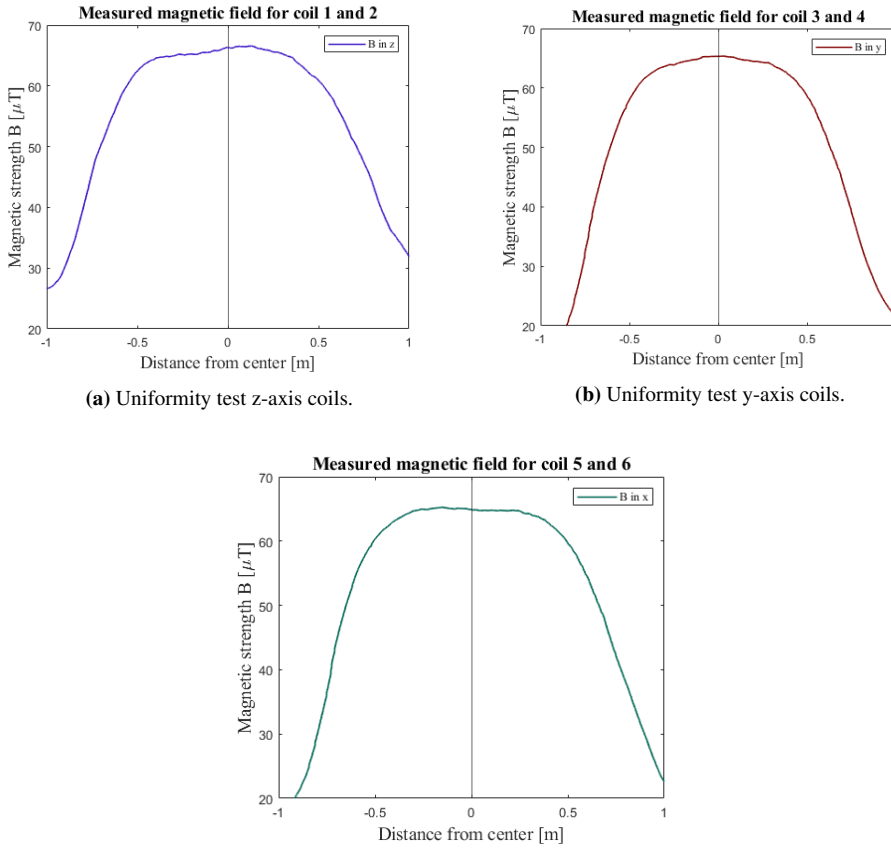 Measured magnetic field for coil 1 and 2
70
60
50
40
30
20
-1
-0.5
0
0.5
1
Magnetic strength B [μT]
Distance from center [m]
B in z
(a) Uniformity test z-axis coils.
Measured magnetic field for coil 3 and 4
70
60
50
40
30
20
-1
-0.5
0
0.5
Magnetic strength B [μT]
Distance from center [m]
B in y
(b) Uniformity test y-axis coils.
Measured magnetic field for coil 5 and 6
70
60
50
40
30
20
-1
-0.5
0
0.5
1
Magnetic strength B [μT]
Distance from center [m]
B in x